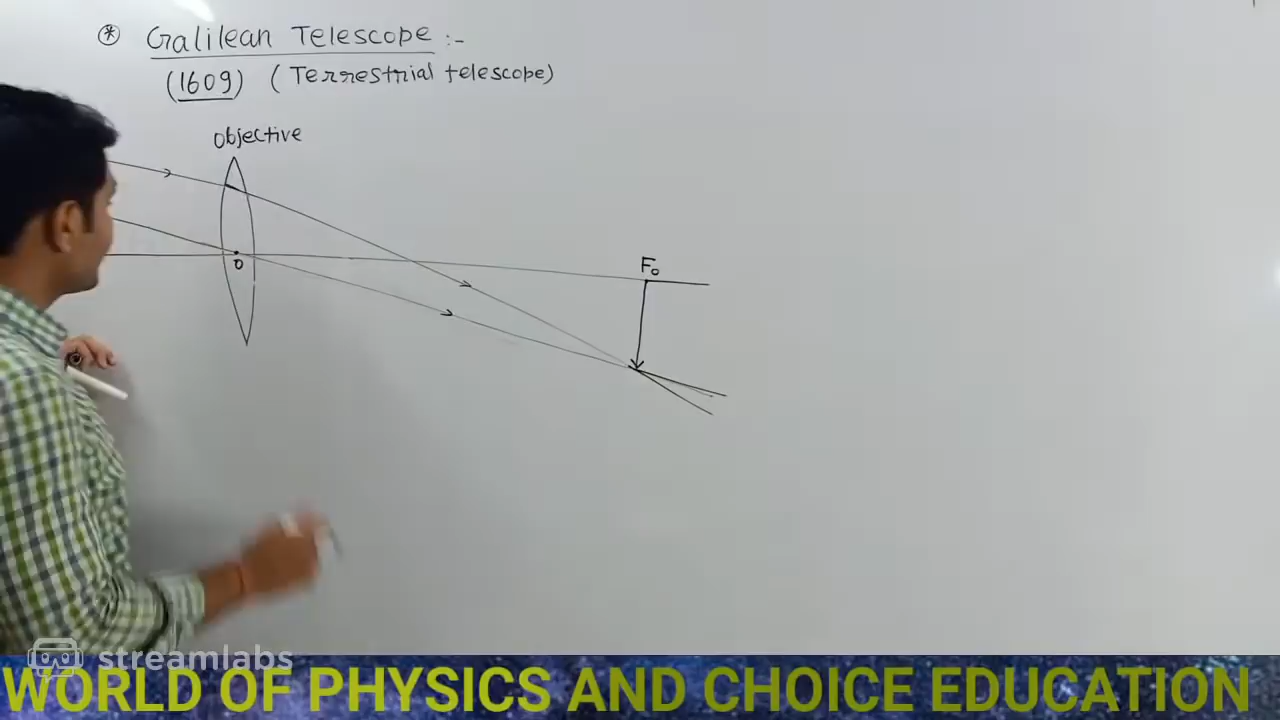 * Galilean Telescope :-
(1609) (Terrestrial telescope)
Objective
O
Fo
streamlabs
WORLD OF PHYSICS AND CHOICE EDUCATION